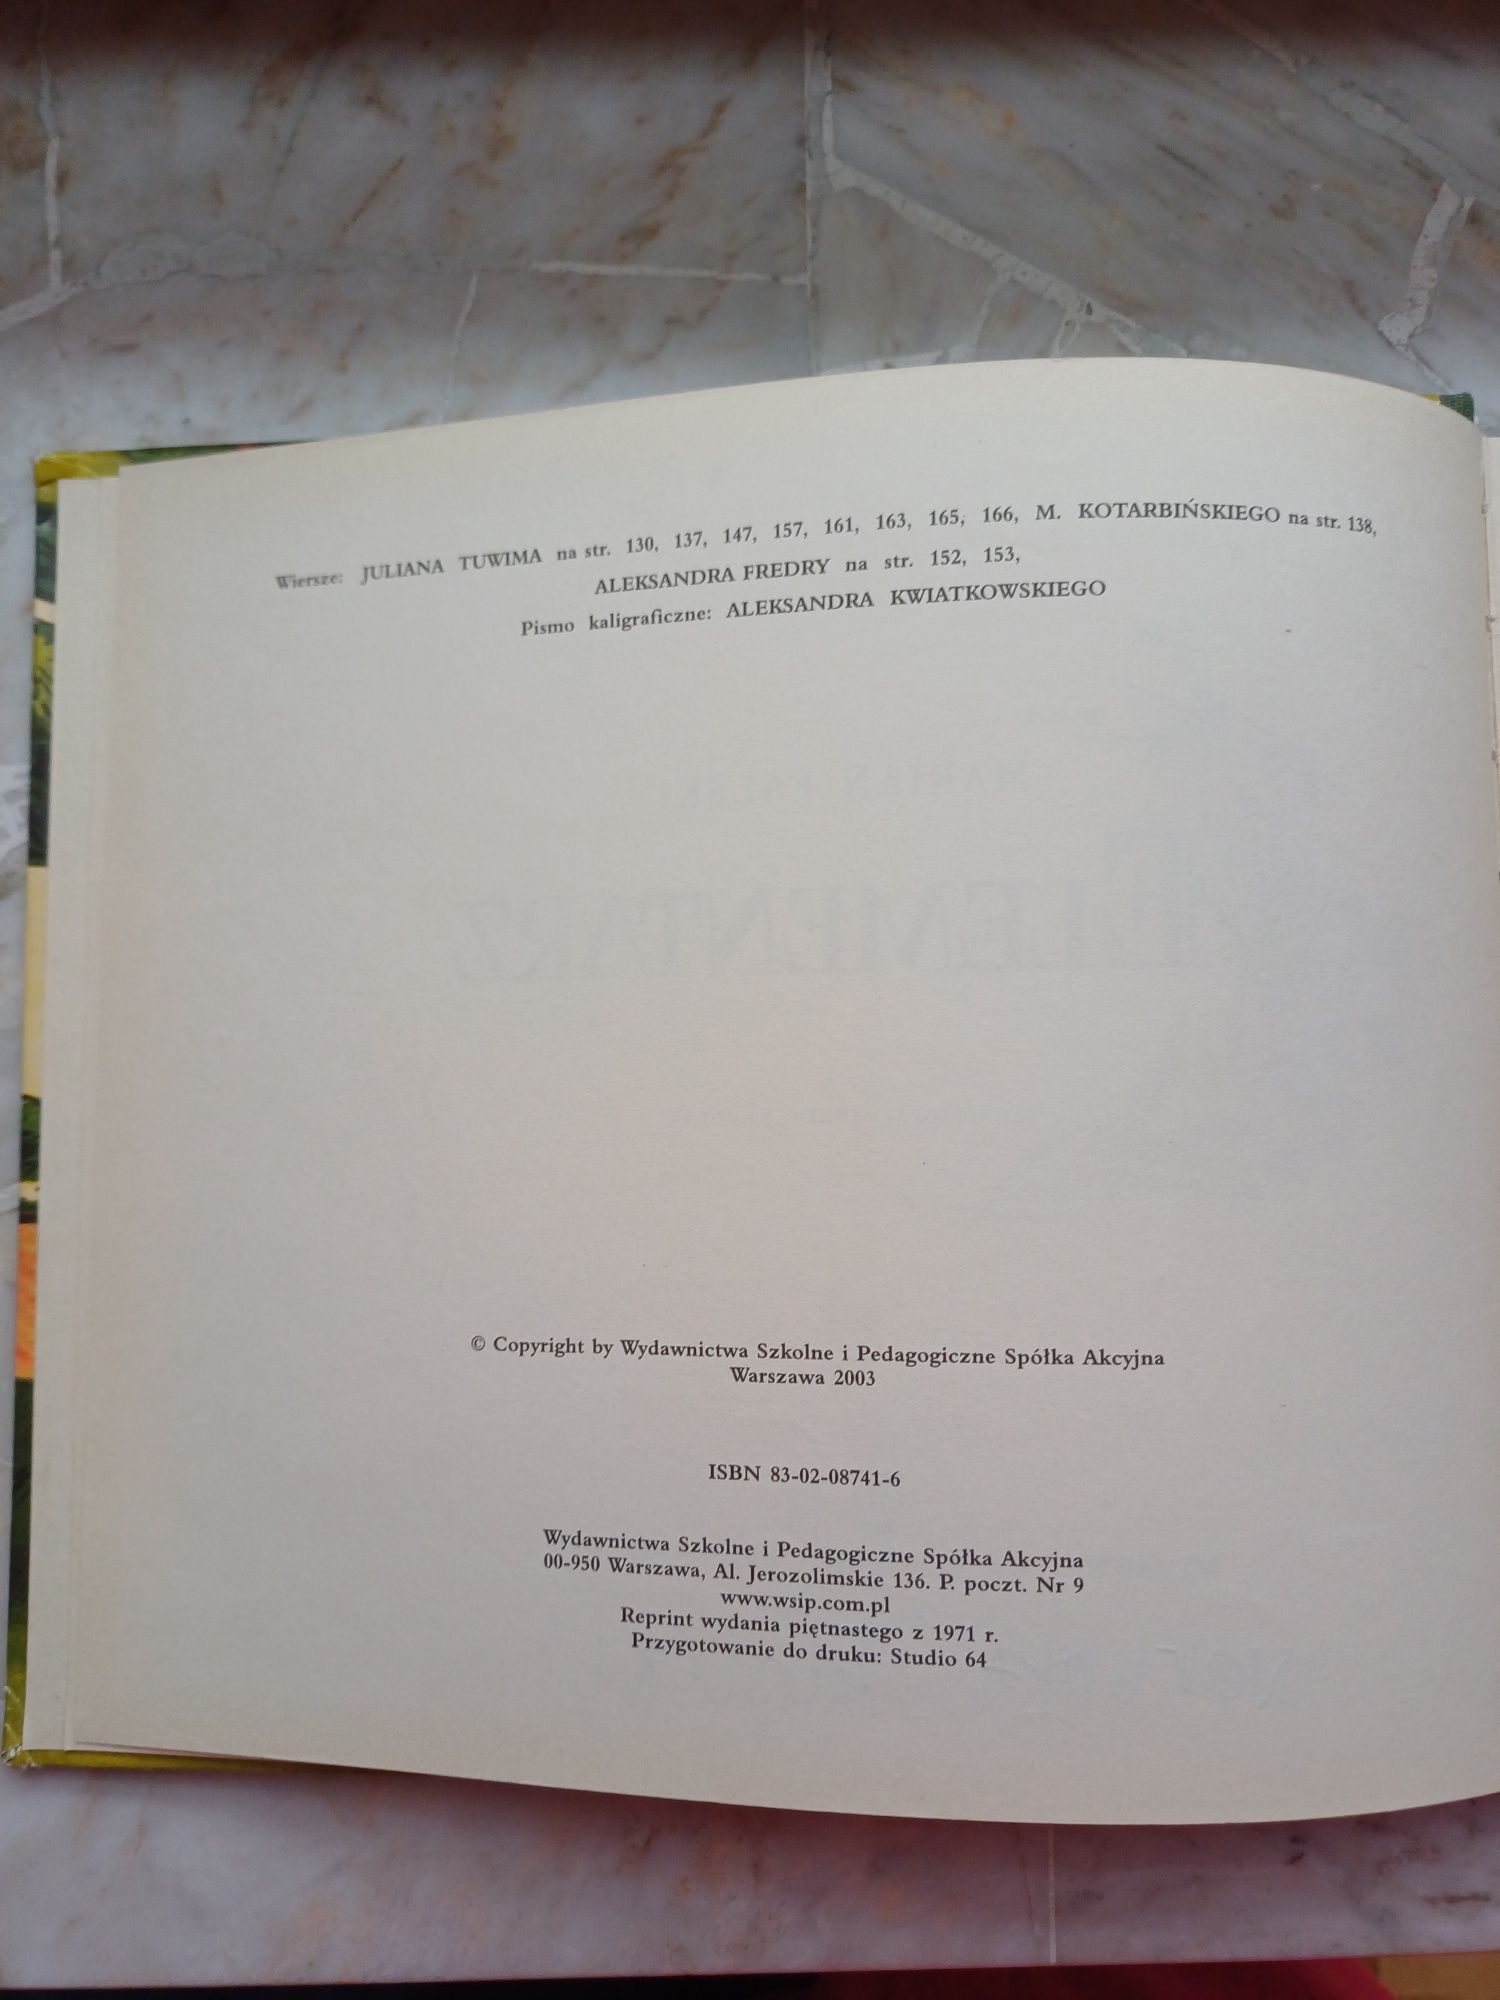 Wiersze: JULIANA TUWIMA na str. 130, 137, 147, 157, 161, 163, 165, 166, M. KOTARBIŃSKIEGO na str. 138,
ALEKSANDRA FREDRY na str. 152, 153,
Pismo kaligraficzne: ALEKSANDRA KWIATKOWSKIEGO
© Copyright by Wydawnictwa Szkolne i Pedagogiczne Spółka Akcyjna
Warszawa 2003
ISBN 83-02-08741-6
Wydawnictwa Szkolne i Pedagogiczne Spółka Akcyjna
00-950 Warszawa, Al. Jerozolimskie 136. P. poczt. Nr 9
www.wsip.com.pl
Reprint wydania piętnastego z 1971 r.
Przygotowanie do druku: Studio 64